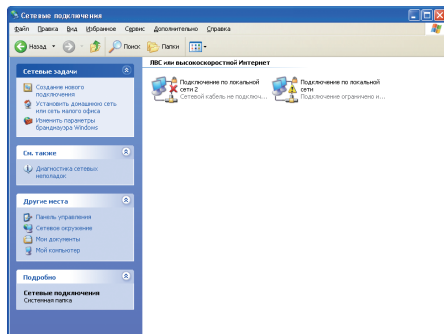 Сетевые подключения
Файл Правка Вид Избранное Сервис Дополнительно Справка
Назад Поиск Папки
Сетевые задачи
Создание нового
подключения
Установить домашнюю сеть
или сеть малого офиса
Изменить параметры
брандмауэра Windows
См. также
Диагностика сетевых
неполадок
Другие места
Панель управления
Сетевое окружение
Мои документы
Мой компьютер
Подробно
Сетевые подключения
Системная папка
ЛВС или высокоскоростной Интернет
Подключение по локальной
сети 2
Сетевой кабель не подключ...
Подключение по локальной
сети
Подключение ограничено и...